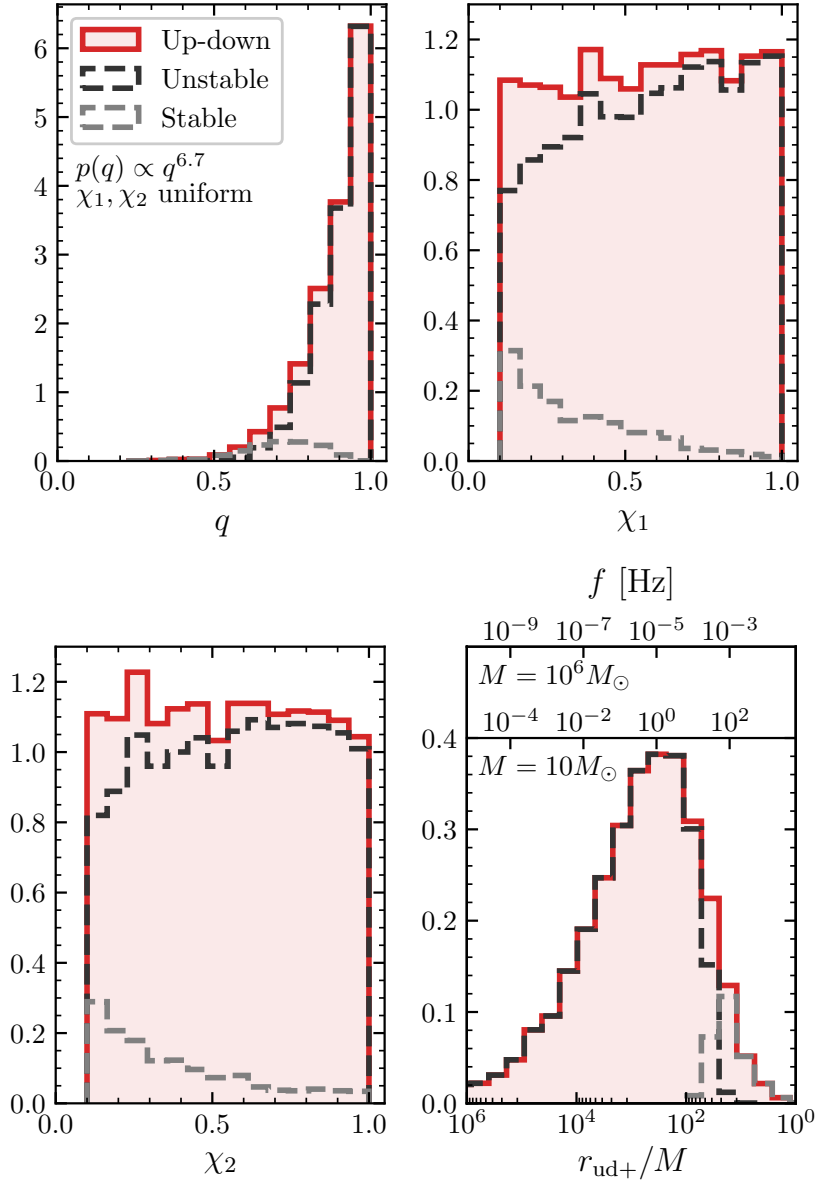 Up-down
Unstable
Stable
p(q) ∝ q^{6.7}
χ₁, χ₂ uniform
6
5
4
3
2
1
0
0.0 0.5 1.0
q
1.2
1.0
0.8
0.6
0.4
0.2
0.0
0.0 0.5 1.0
χ₁
1.2
1.0
0.8
0.6
0.4
0.2
0.0
0.0 0.5 1.0
χ₂
f [Hz]
10^{-9} 10^{-7} 10^{-5} 10^{-3}
M = 10^6 M_⊙
10^{-4} 10^{-2} 10^0 10^2
M = 10M_⊙
0.4
0.3
0.2
0.1
0.0
10^6 10^4 10^2 10^0
r_{ud+}/M